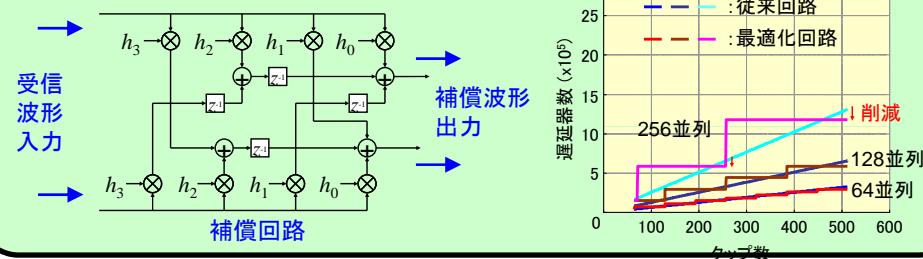 h3
h2
h1
h0
受信
波形
入力
z-1
z-1
z-1
z-1
補償波形
出力
h3
h2
h1
h0
補償回路
:従来回路
:最適化回路
遅延器数 (x10⁵)
25
20
15
10
5
0
256並列
削減
128並列
64並列
100 200 300 400 500 600
タップ数